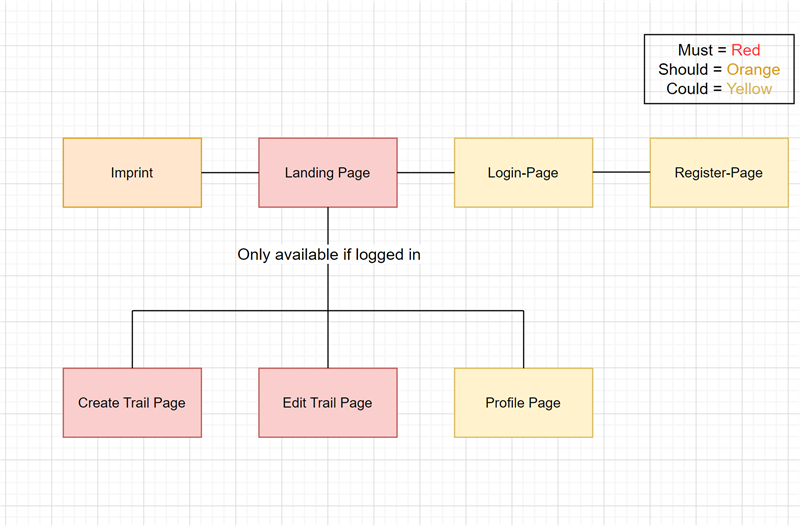 Must = Red
Should = Orange
Could = Yellow
Imprint
Landing Page
Login-Page
Register-Page
Only available if logged in
Create Trail Page
Edit Trail Page
Profile Page